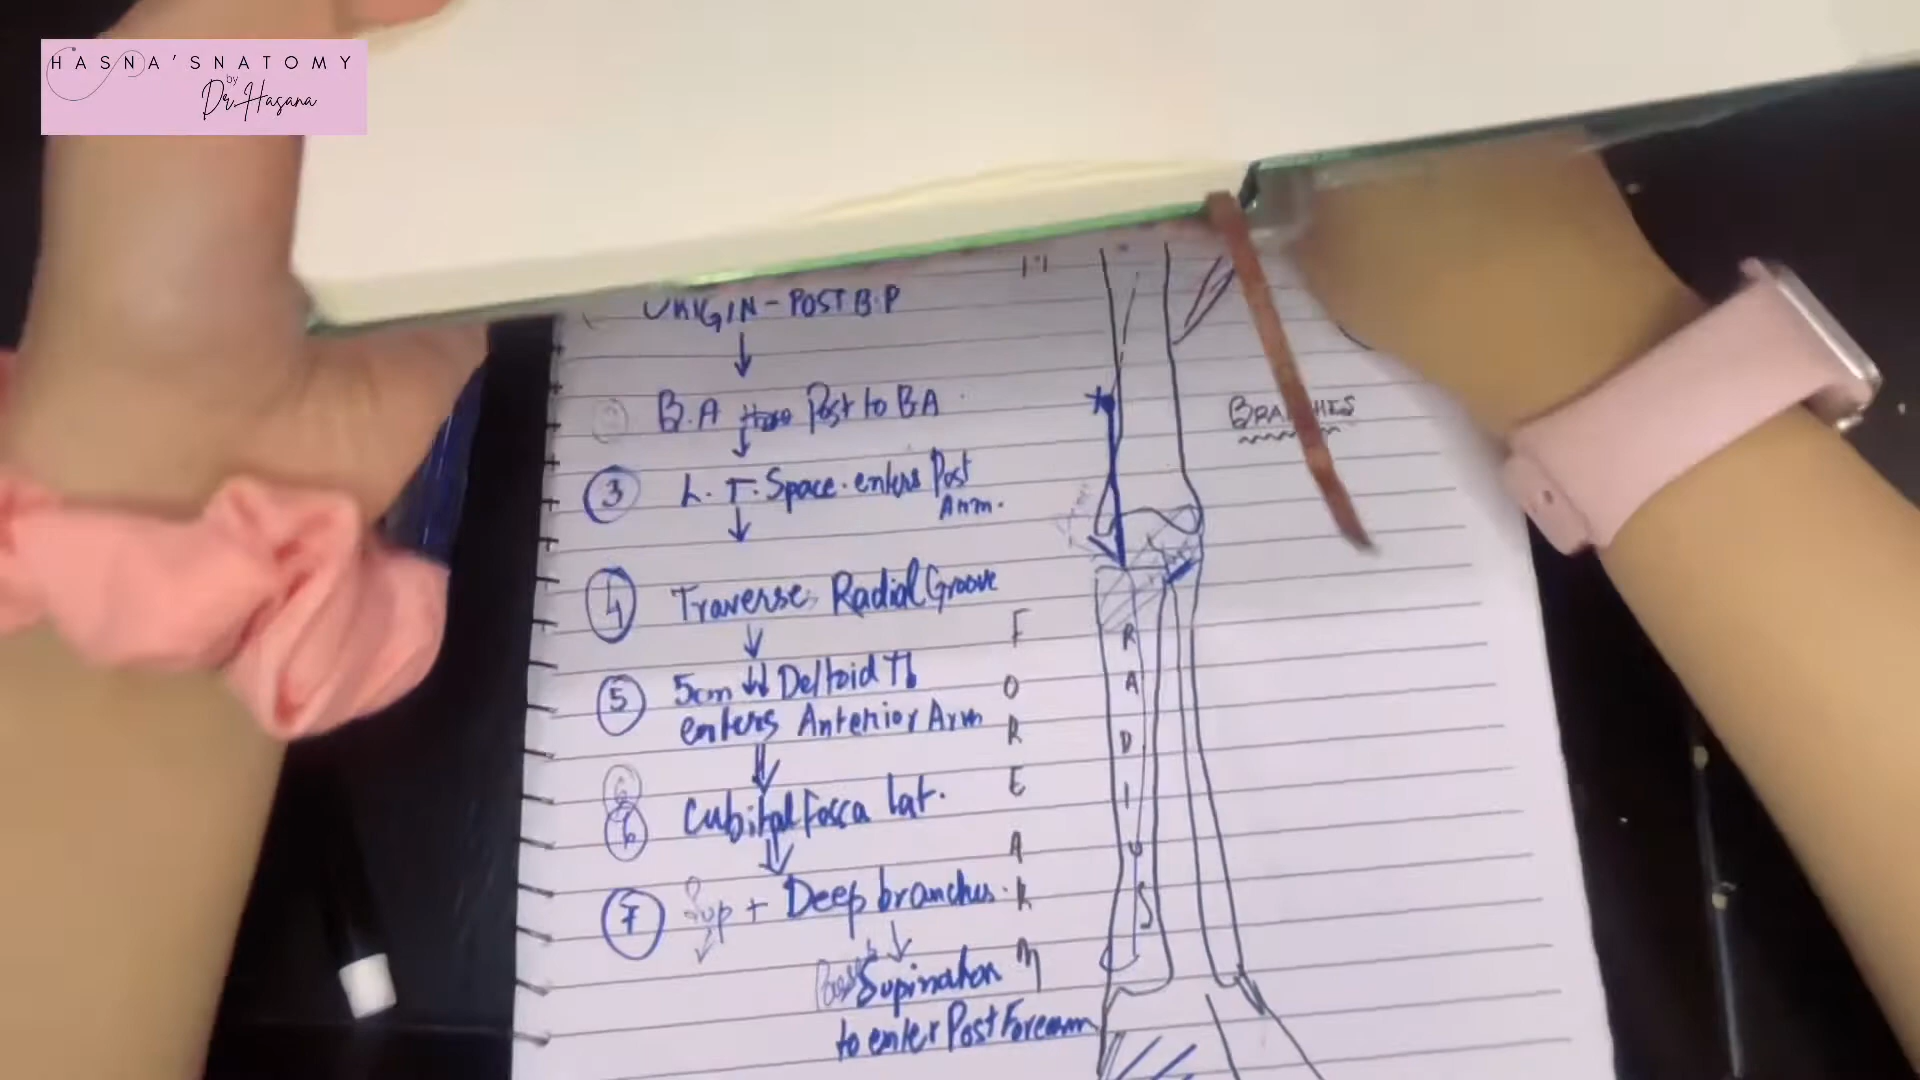 HASNA'SNATOMY
by
Dr.Hasana
ORIGIN - POST B.P
B.A Post to BA
③ L. T. Space. enters Post
Arm.
④ Traverse Radial Groove
⑤ 5cm ↓↓ Deltoid Tb
enters Anterior Arm
⑥ Cubital Fossa lat.
⑦ Sup + Deep branches.
Supinator
to enter Post Forearm
FOREARM
RADIUS
BRANCHES